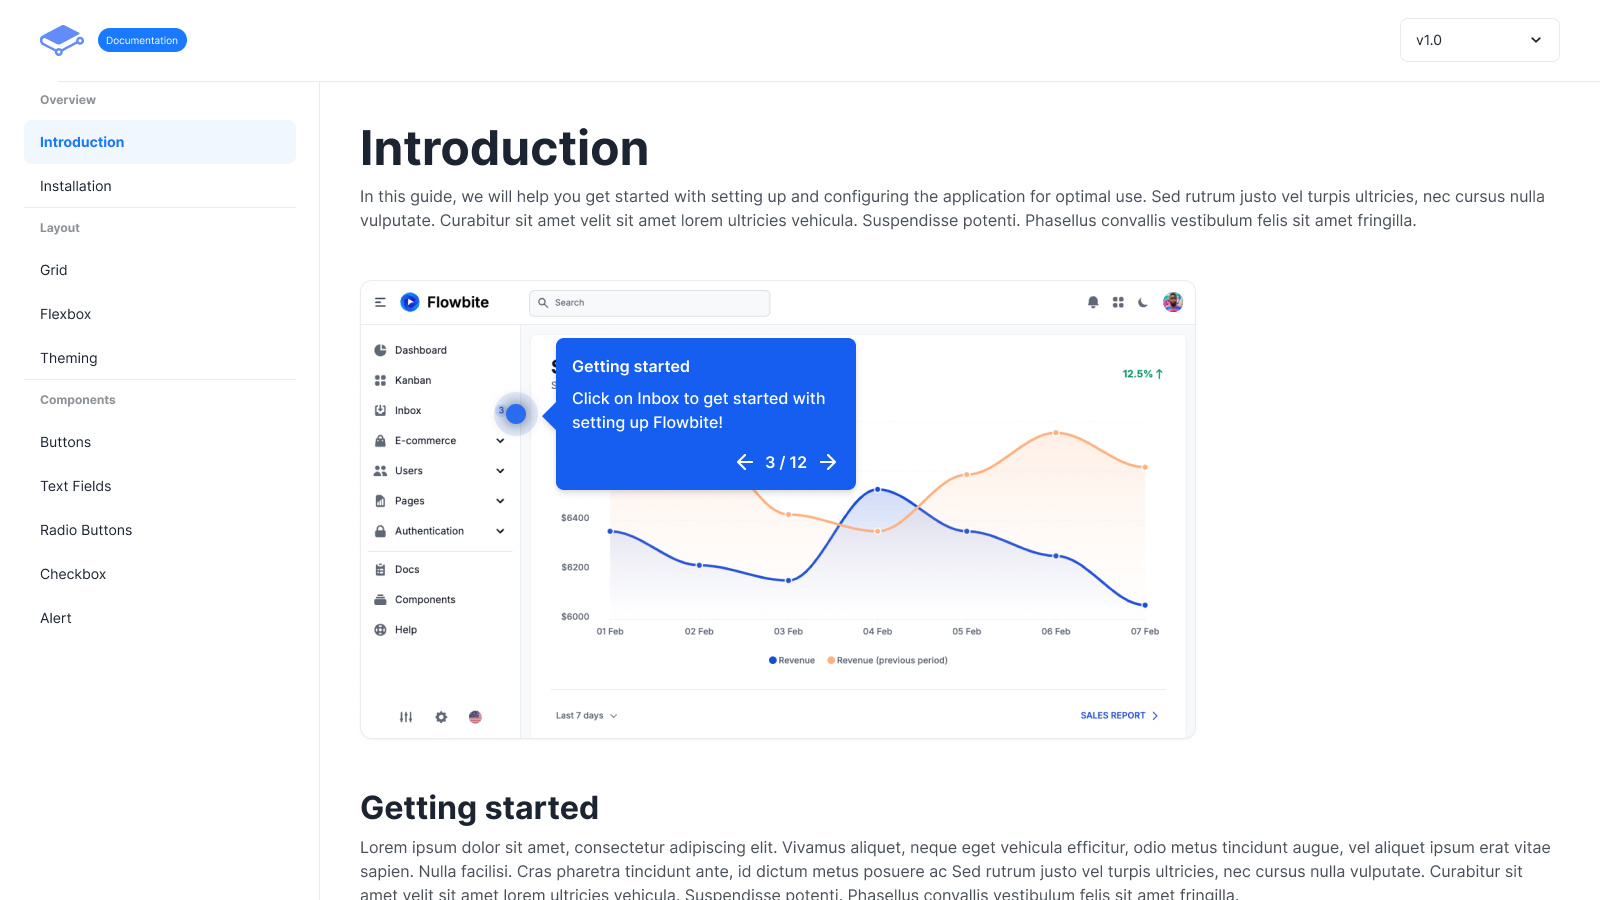 Documentation
v1.0
Overview
Introduction
Installation
Layout
Grid
Flexbox
Theming
Components
Buttons
Text Fields
Radio Buttons
Checkbox
Alert
Introduction
In this guide, we will help you get started with setting up and configuring the application for optimal use. Sed rutrum justo vel turpis ultricies, nec cursus nulla
vulputate. Curabitur sit amet velit sit amet lorem ultricies vehicula. Suspendisse potenti. Phasellus convallis vestibulum felis sit amet fringilla.
Flowbite
Search
Dashboard
Kanban
Inbox
3
E-commerce
Users
Pages
Authentication
Docs
Components
Help
Getting started
Click on Inbox to get started with
setting up Flowbite!
3 / 12
12.5%
$6400
$6200
$6000
01 Feb
02 Feb
03 Feb
04 Feb
05 Feb
06 Feb
07 Feb
Revenue
Revenue (previous period)
Last 7 days
SALES REPORT
Getting started
Lorem ipsum dolor sit amet, consectetur adipiscing elit. Vivamus aliquet, neque eget vehicula efficitur, odio metus tincidunt augue, vel aliquet ipsum erat vitae
sapien. Nulla facilisi. Cras pharetra tincidunt ante, id dictum metus posuere ac Sed rutrum justo vel turpis ultricies, nec cursus nulla vulputate. Curabitur sit
amet velit sit amet lorem ultricies vehicula. Suspendisse potenti. Phasellus convallis vestibulum felis sit amet fringilla.